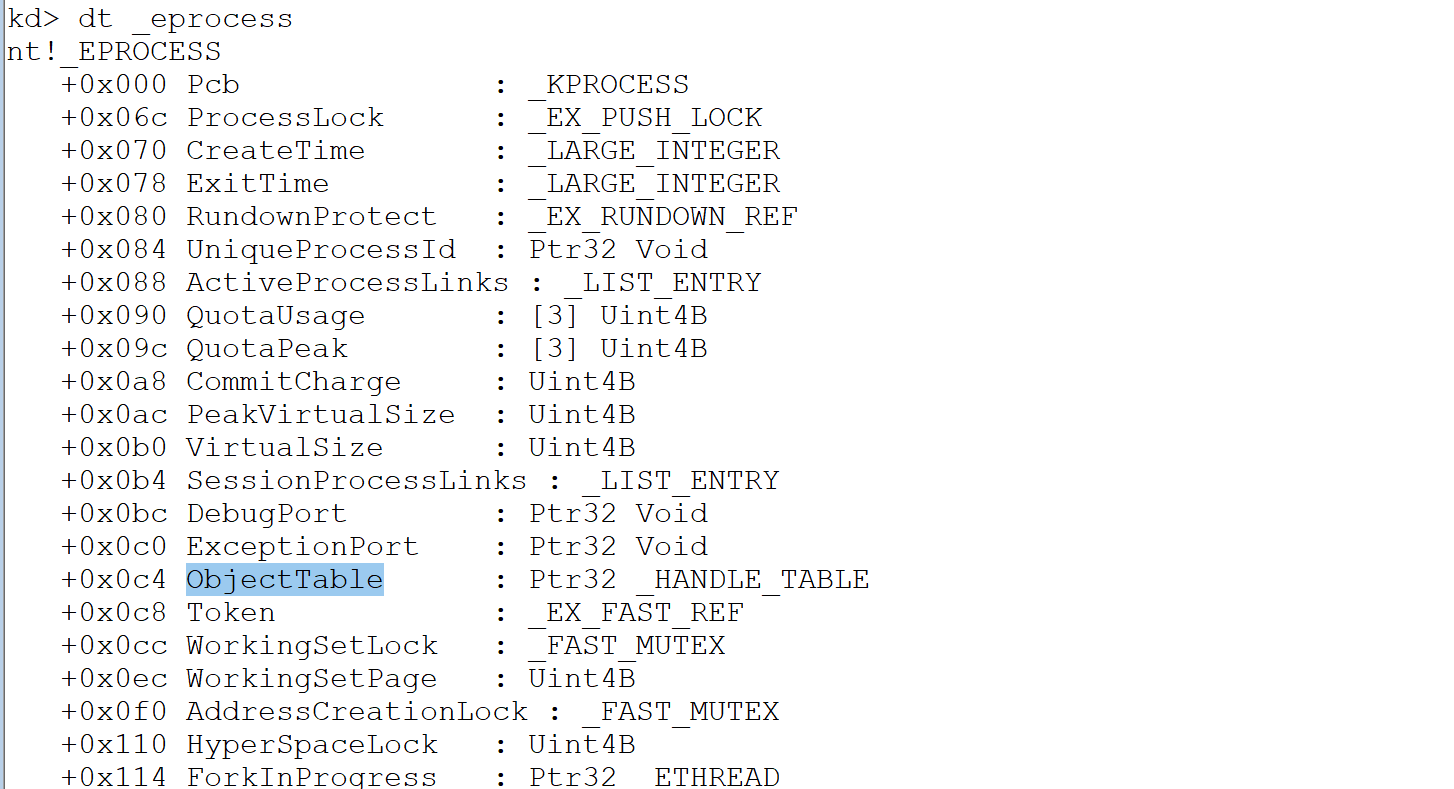 kd> dt _eprocess
nt!_EPROCESS
   +0x000 Pcb              : _KPROCESS
   +0x06c ProcessLock      : _EX_PUSH_LOCK
   +0x070 CreateTime       : _LARGE_INTEGER
   +0x078 ExitTime         : _LARGE_INTEGER
   +0x080 RundownProtect   : _EX_RUNDOWN_REF
   +0x084 UniqueProcessId  : Ptr32 Void
   +0x088 ActiveProcessLinks : _LIST_ENTRY
   +0x090 QuotaUsage       : [3] Uint4B
   +0x09c QuotaPeak        : [3] Uint4B
   +0x0a8 CommitCharge     : Uint4B
   +0x0ac PeakVirtualSize  : Uint4B
   +0x0b0 VirtualSize      : Uint4B
   +0x0b4 SessionProcessLinks : _LIST_ENTRY
   +0x0bc DebugPort        : Ptr32 Void
   +0x0c0 ExceptionPort    : Ptr32 Void
   +0x0c4 ObjectTable      : Ptr32 _HANDLE_TABLE
   +0x0c8 Token            : _EX_FAST_REF
   +0x0cc WorkingSetLock   : _FAST_MUTEX
   +0x0ec WorkingSetPage   : Uint4B
   +0x0f0 AddressCreationLock : _FAST_MUTEX
   +0x110 HyperSpaceLock   : Uint4B
   +0x114 ForkInProgress   : Ptr32 _ETHREAD